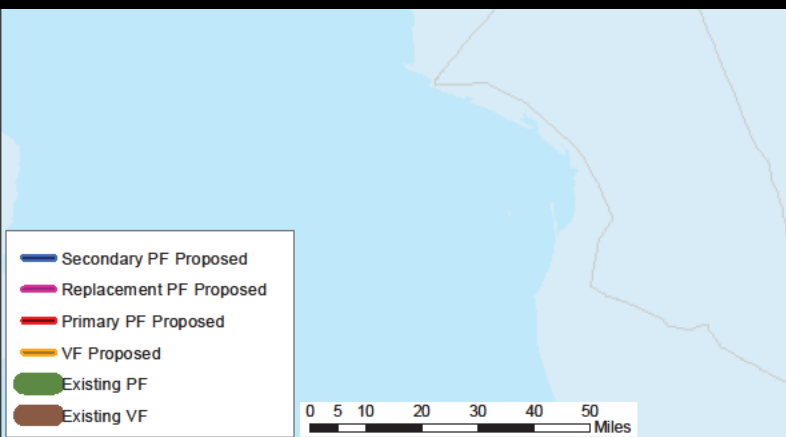 Secondary PF Proposed
Replacement PF Proposed
Primary PF Proposed
VF Proposed
Existing PF
Existing VF
0 5 10 20 30 40 50
Miles